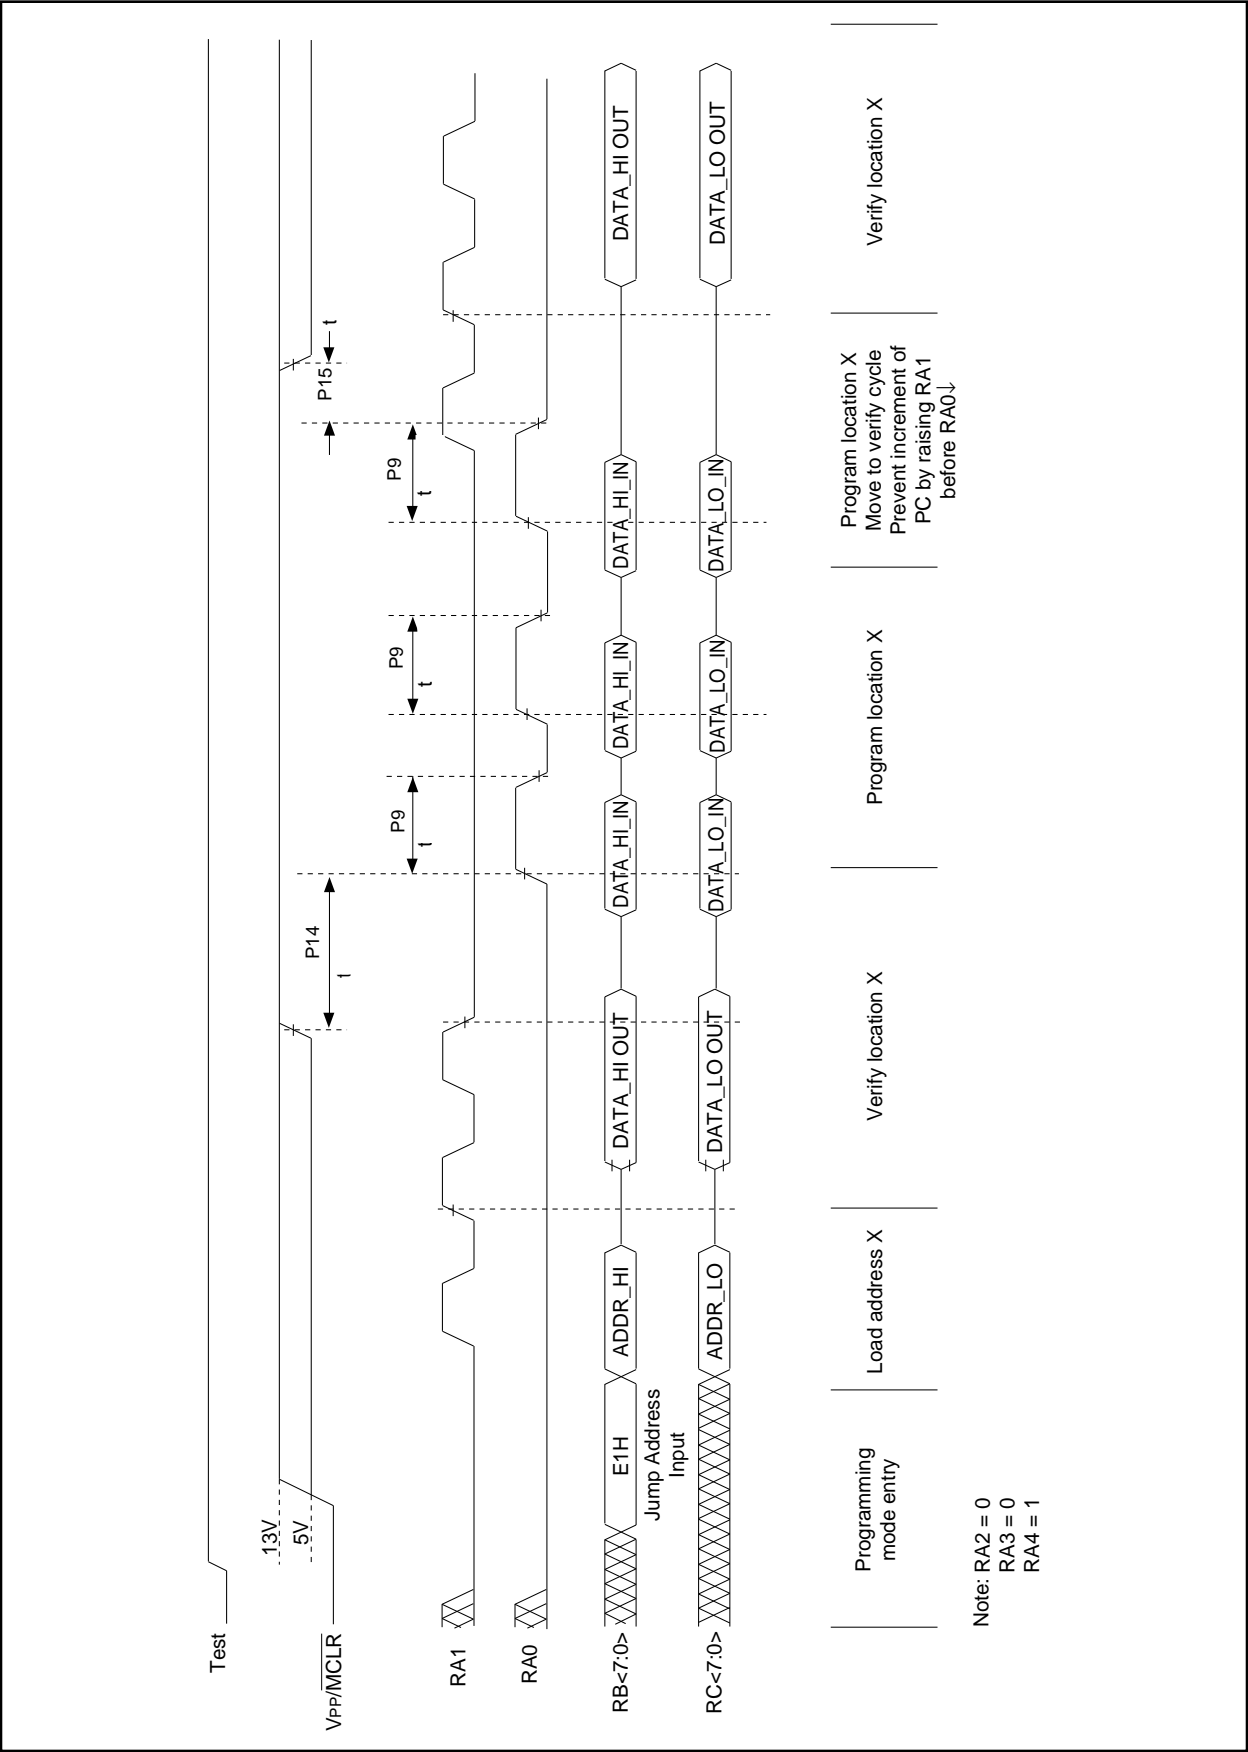 Test
13V
5V
VPP/MCLR
P14
t
P15
t
RA1
P9
t
P9
t
P9
t
RA0
RB<7:0>
E1H
ADDR_HI
DATA_HI OUT
DATA_HI_IN
DATA_HI_IN
DATA_HI_IN
DATA_HI OUT
Jump Address
Input
RC<7:0>
ADDR_LO
DATA_LO OUT
DATA_LO_IN
DATA_LO_IN
DATA_LO_IN
DATA_LO OUT
Programming
mode entry
Load address X
Verify location X
Program location X
Program location X
Move to verify cycle
Prevent increment of
PC by raising RA1
before RA0↓
Verify location X
Note: RA2 = 0
RA3 = 0
RA4 = 1